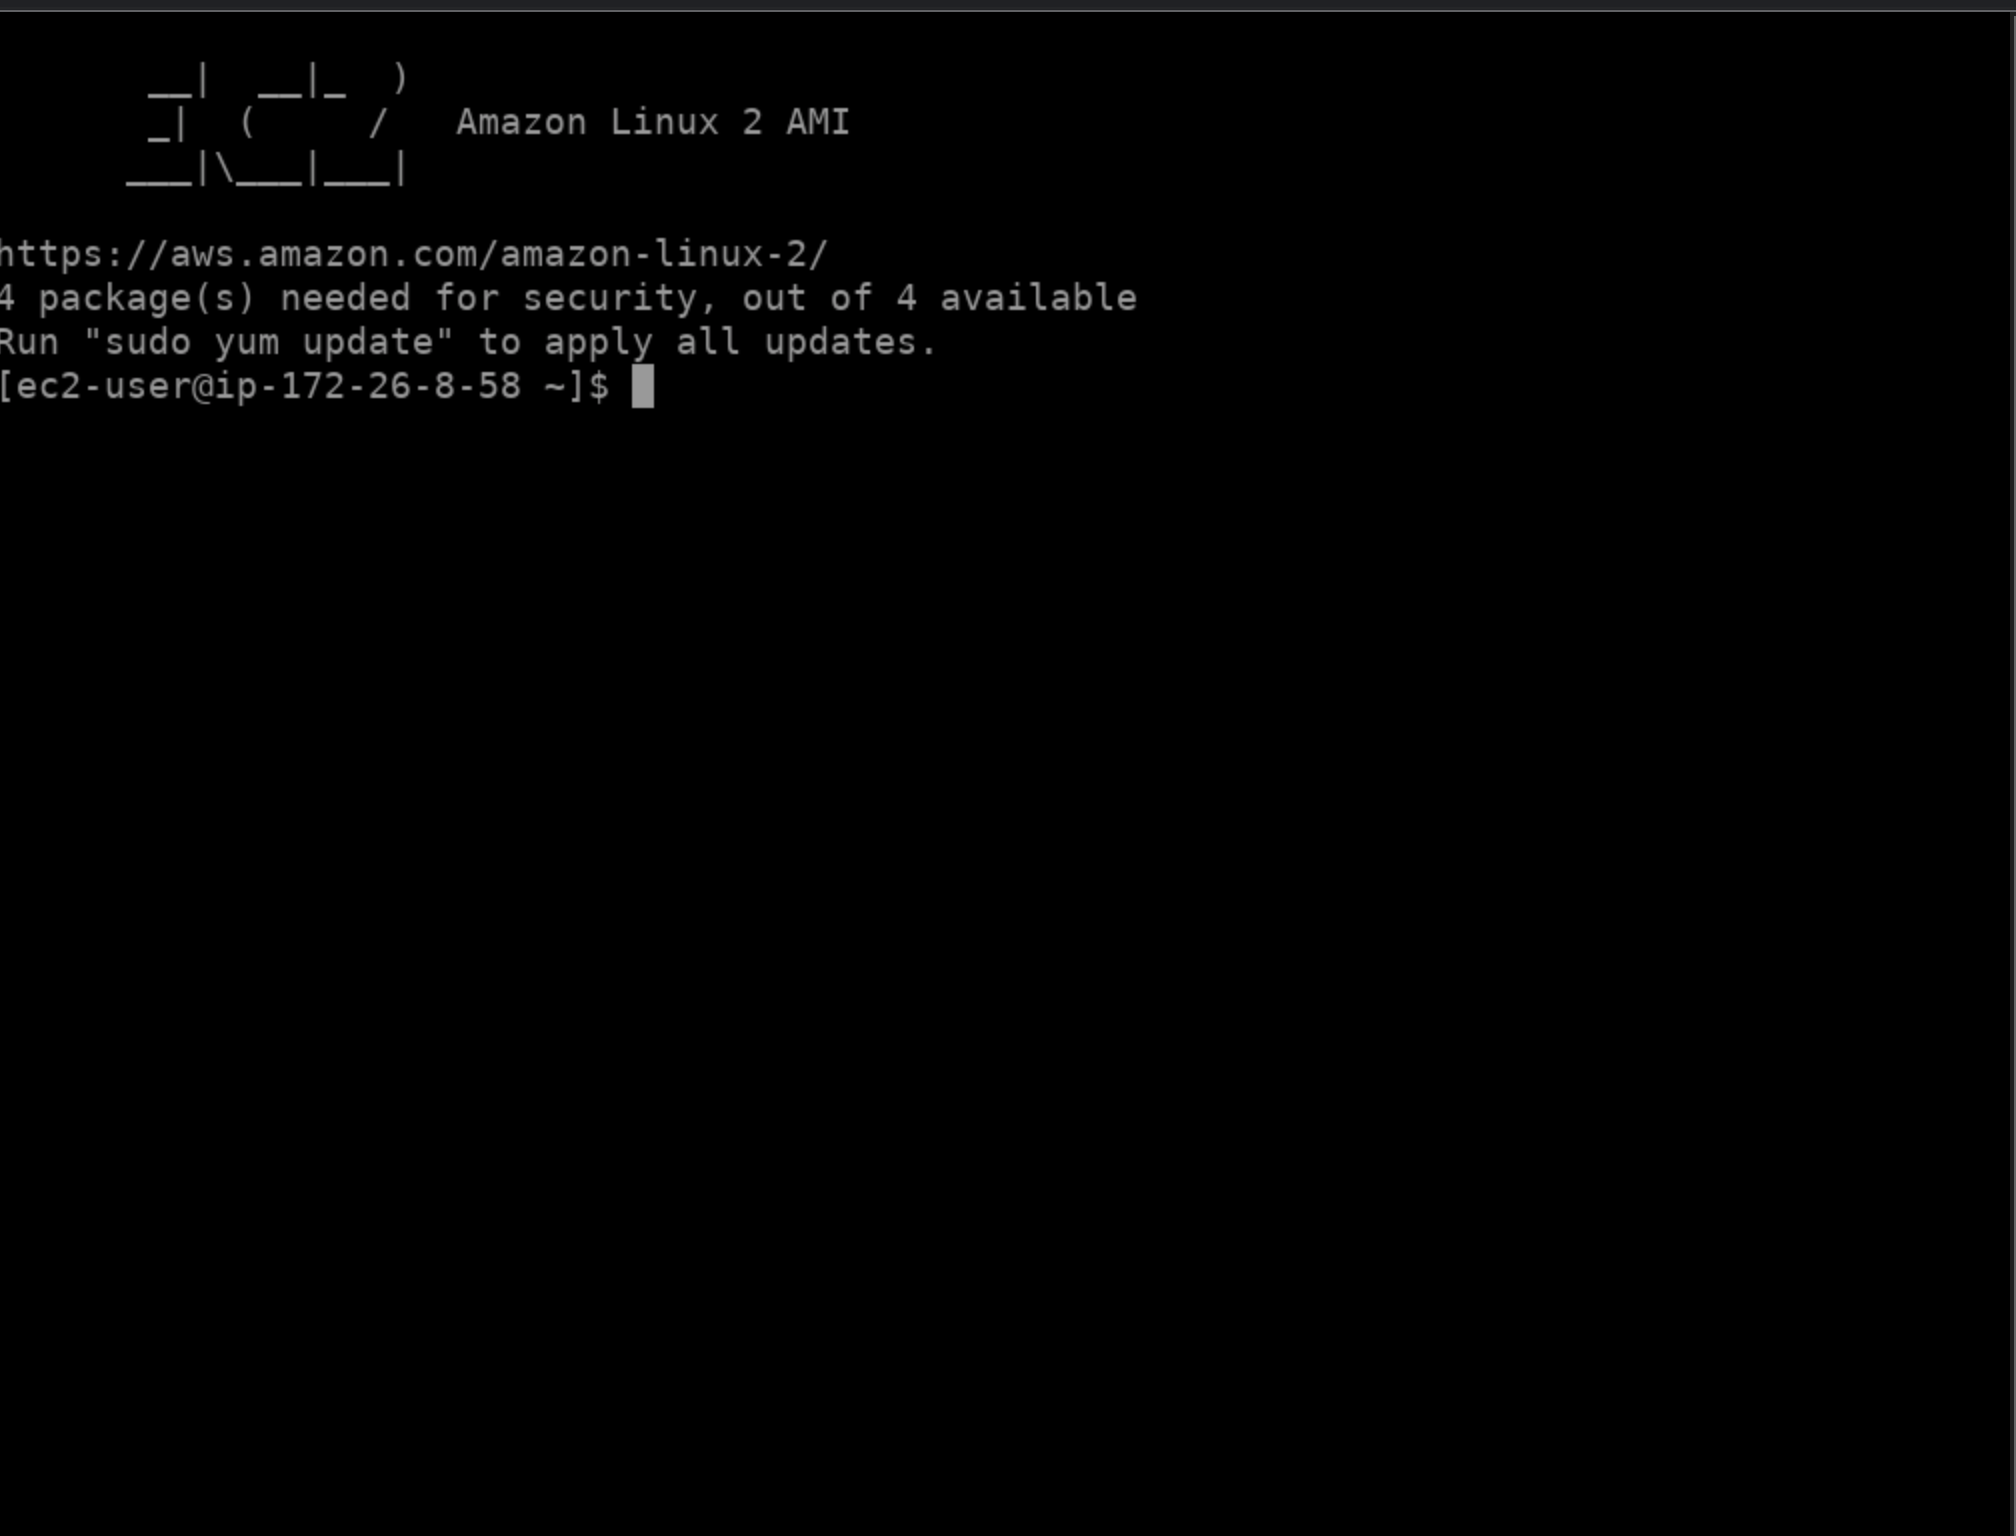 __|  __|_  )
       _|  (     /   Amazon Linux 2 AMI
      ___|\___|___|
https://aws.amazon.com/amazon-linux-2/
4 package(s) needed for security, out of 4 available
Run "sudo yum update" to apply all updates.
[ec2-user@ip-172-26-8-58 ~]$